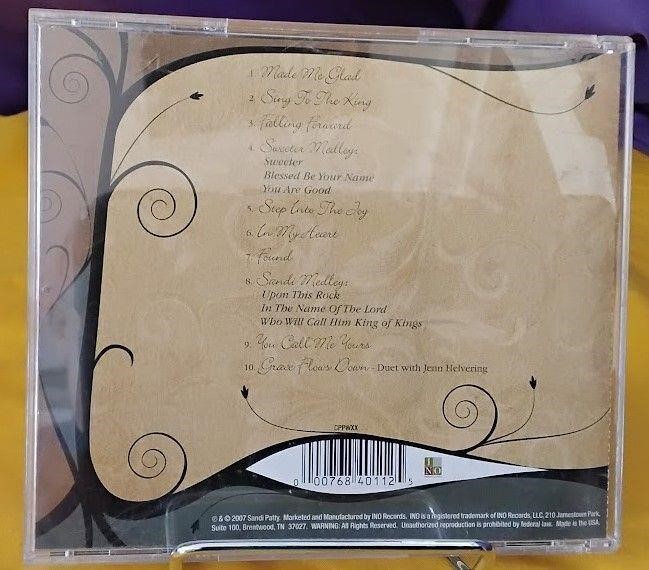 1. Made Me Glad
2. Sing To The King
3. Falling Forward
4. Sweeter Medley:
Sweeter
Blessed Be Your Name
You Are Good
5. Step Into The Joy
6. In My Heart
7. Found
8. Sandi Medley:
Upon This Rock
In The Name Of The Lord
Who Will Call Him King of Kings
9. You Call Me Yours
10. Grace Flows Down - Duet with Jenn Helvering
CPPWXX
INO
0 00768 40112 5
℗ & © 2007 Sandi Patty. Marketed and Manufactured by INO Records. INO is a registered trademark of INO Records, LLC, 210 Jamestown Park,
Suite 100, Brentwood, TN 37027. WARNING: All Rights Reserved. Unauthorized reproduction is prohibited by federal law. Made in the USA.